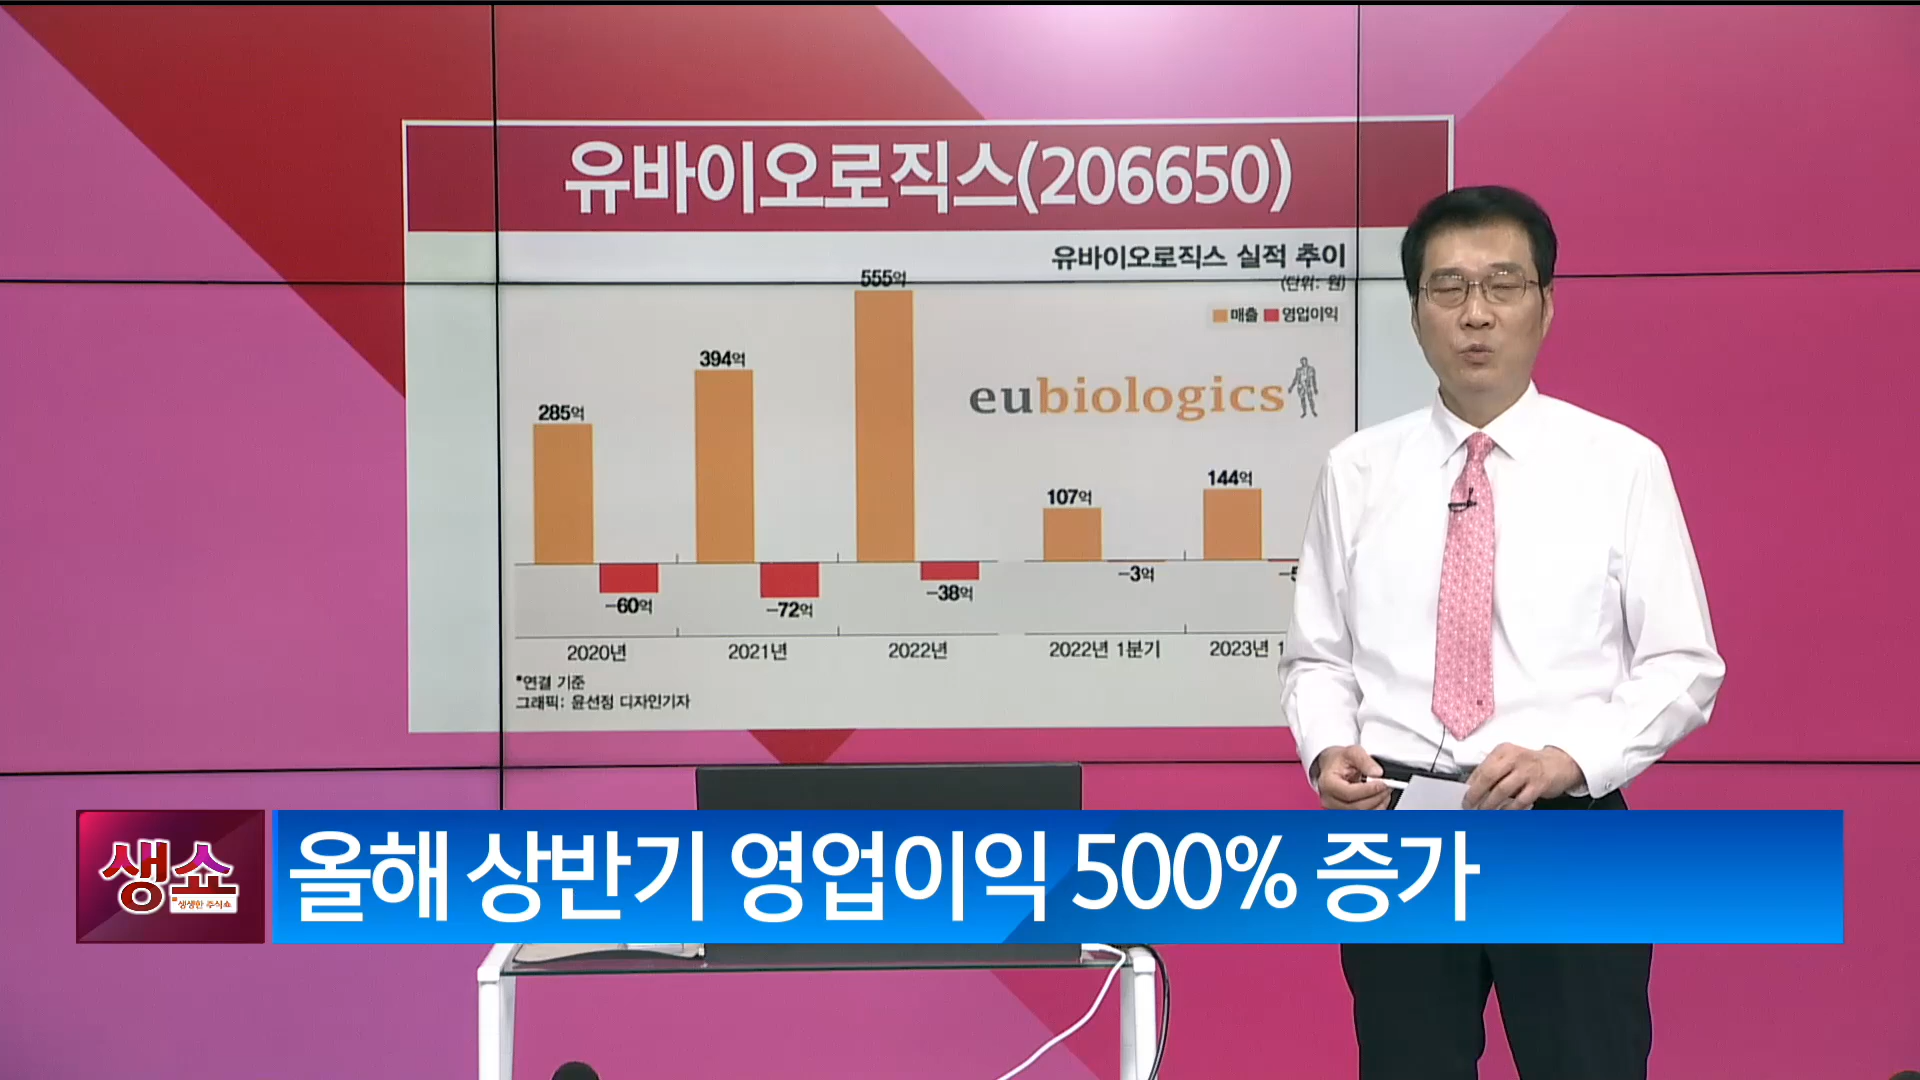 유바이오로직스(206650)
유바이오로직스 실적 추이
(단위: 원)
매출 영업이익
eubiologics
285억
394억
555억
107억
144억
-60억
-72억
-38억
-3억
2020년
2021년
2022년
2022년 1분기
2023년 1
*연결 기준
그래픽: 윤선정 디자인기자
생쇼
생생한 주식쇼
올해 상반기 영업이익 500% 증가